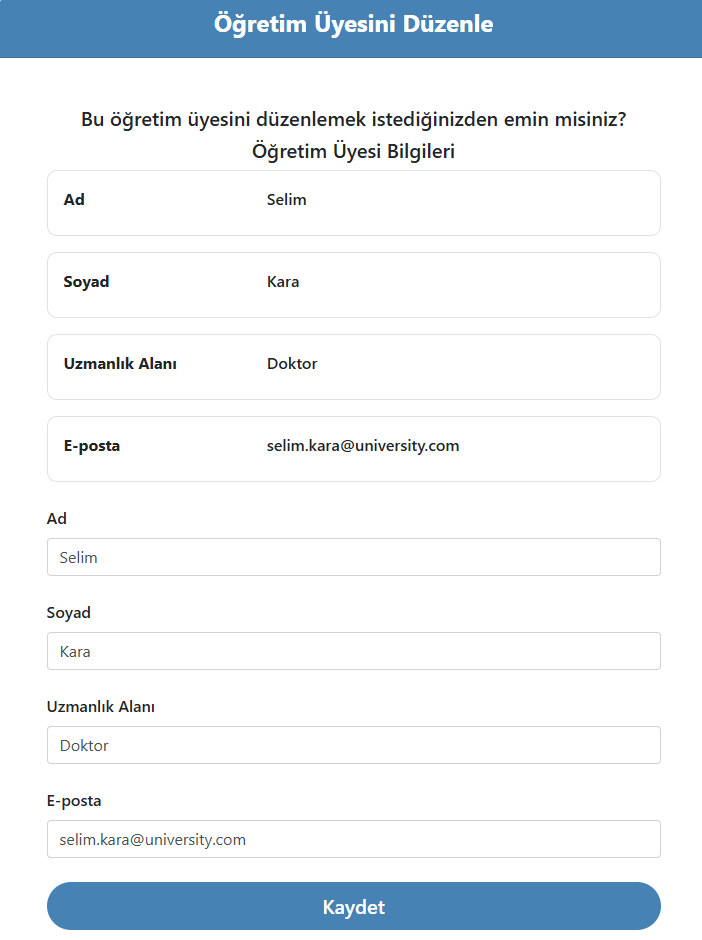 Öğretim Üyesini Düzenle
Bu öğretim üyesini düzenlemek istediğinizden emin misiniz?
Öğretim Üyesi Bilgileri
Ad Selim
Soyad Kara
Uzmanlık Alanı Doktor
E-posta selim.kara@university.com
Ad
Selim
Soyad
Kara
Uzmanlık Alanı
Doktor
E-posta
selim.kara@university.com
Kaydet